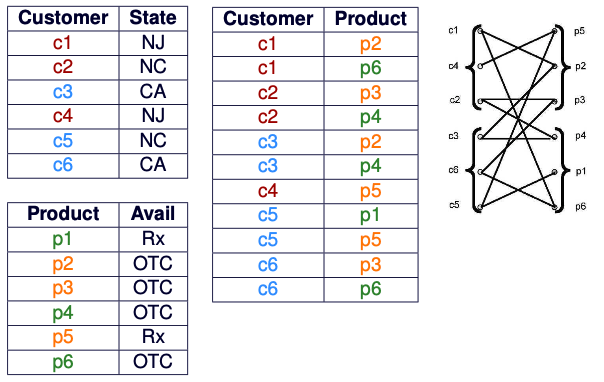 Customer State
c1 NJ
c2 NC
c3 CA
c4 NJ
c5 NC
c6 CA
Product Avail
p1 Rx
p2 OTC
p3 OTC
p4 OTC
p5 Rx
p6 OTC
Customer Product
c1 p2
c1 p6
c2 p3
c2 p4
c3 p2
c3 p4
c4 p5
c5 p1
c5 p5
c6 p3
c6 p6
c1 p5
c4 p2
c2 p3
c3 p4
c6 p1
c5 p6